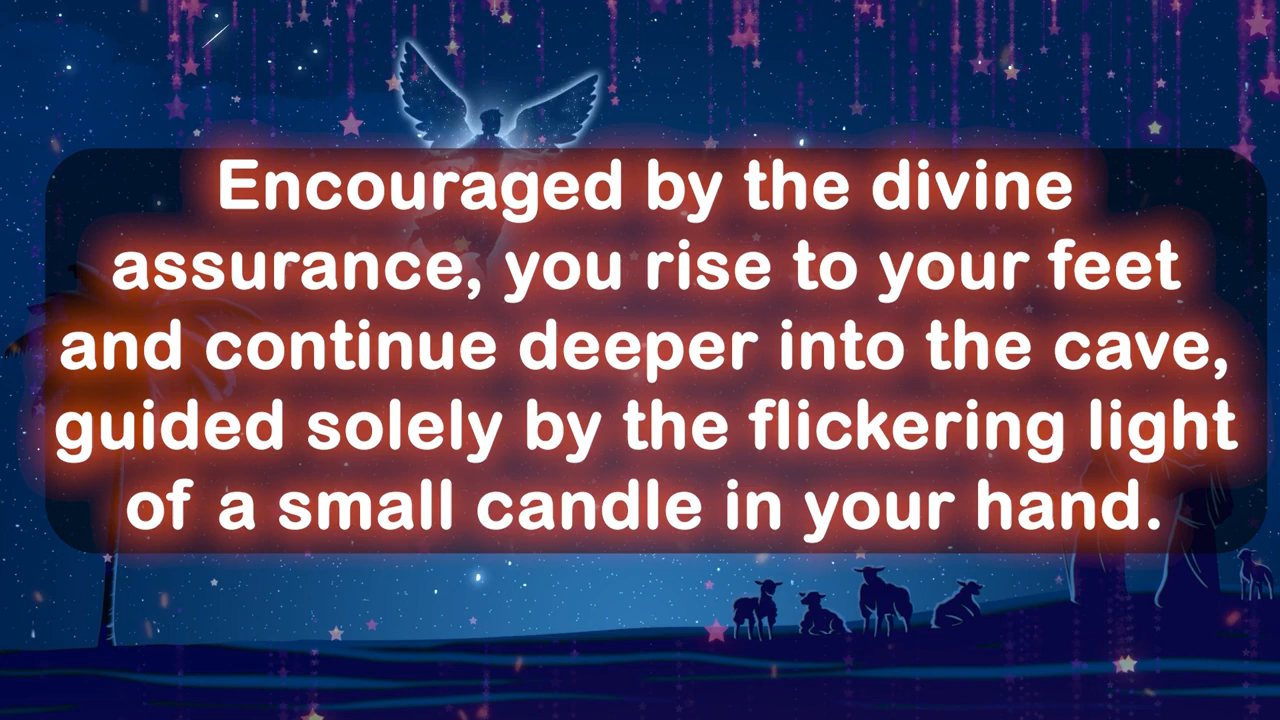 Encouraged by the divine
assurance, you rise to your feet
and continue deeper into the cave,
guided solely by the flickering light
of a small candle in your hand.